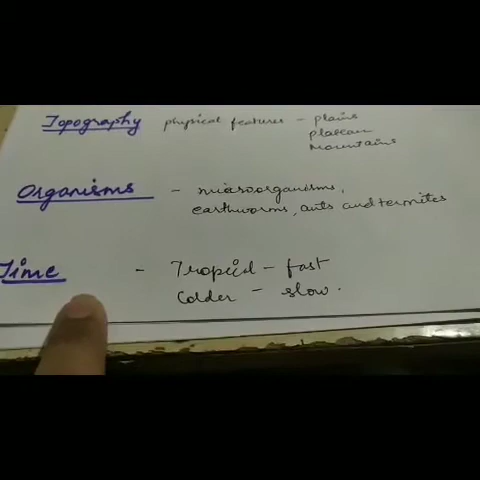 Topography physical features - plains
plateau
Mountains
Organisms - microorganisms,
earthworms, ants and termites
Time - Tropical - fast
Colder - slow.